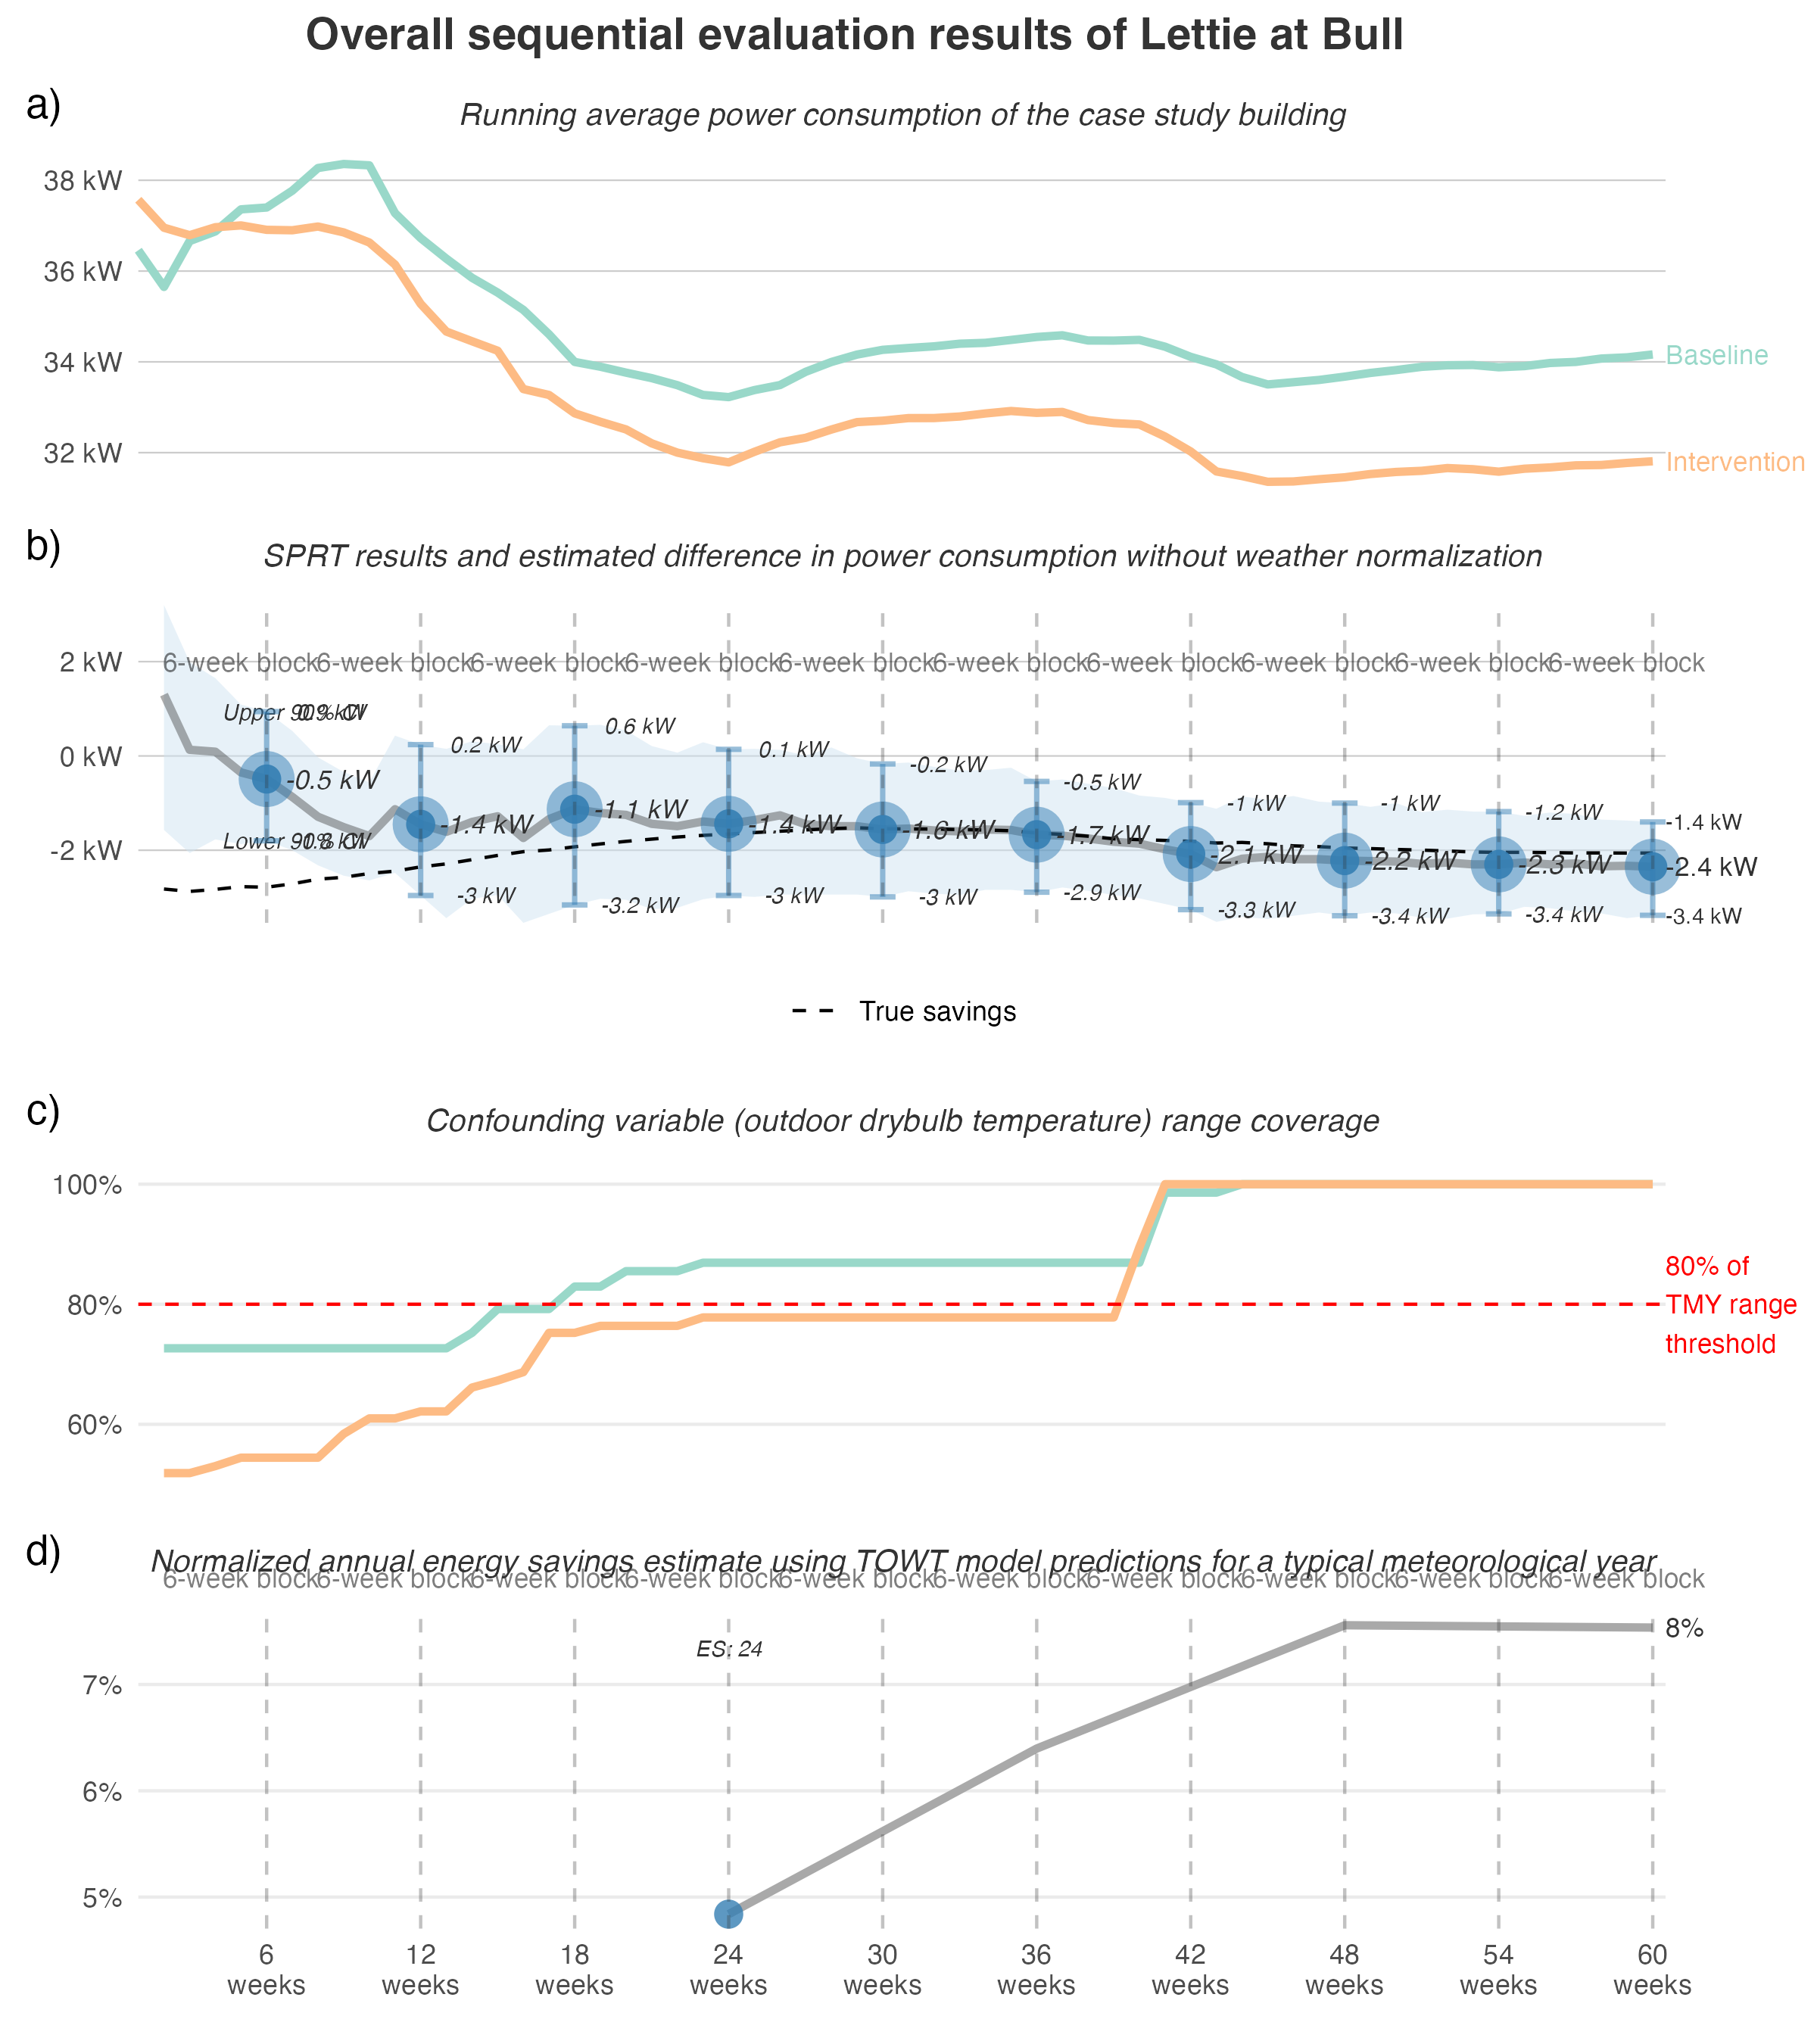 Overall sequential evaluation results of Lettie at Bull
a)
Running average power consumption of the case study building
38 kW
36 kW
34 kW
32 kW
Baseline
Intervention
b)
SPRT results and estimated difference in power consumption without weather normalization
2 kW
0 kW
-2 kW
6-week block 6-week block 6-week block 6-week block 6-week block 6-week block 6-week block 6-week block 6-week block 6-week block
Upper 90% CI 0.9 kW
0.2 kW
0.6 kW
0.1 kW
-0.2 kW
-0.5 kW
-1 kW
-1 kW
-1.2 kW
-1.4 kW
-0.5 kW
-1.4 kW
-1.1 kW
-1.4 kW
-1.6 kW
-1.7 kW
-2.1 kW
-2.2 kW
-2.3 kW
-2.4 kW
Lower 90% CI -1.8 kW
-3 kW
-3.2 kW
-3 kW
-3 kW
-2.9 kW
-3.3 kW
-3.4 kW
-3.4 kW
-3.4 kW
True savings
c)
Confounding variable (outdoor drybulb temperature) range coverage
100%
80%
60%
80% of
TMY range
threshold
d)
Normalized annual energy savings estimate using TOWT model predictions for a typical meteorological year
6-week block 6-week block 6-week block 6-week block 6-week block 6-week block 6-week block 6-week block 6-week block 6-week block
ES: 24
8%
7%
6%
5%
6 12 18 24 30 36 42 48 54 60
weeks weeks weeks weeks weeks weeks weeks weeks weeks weeks